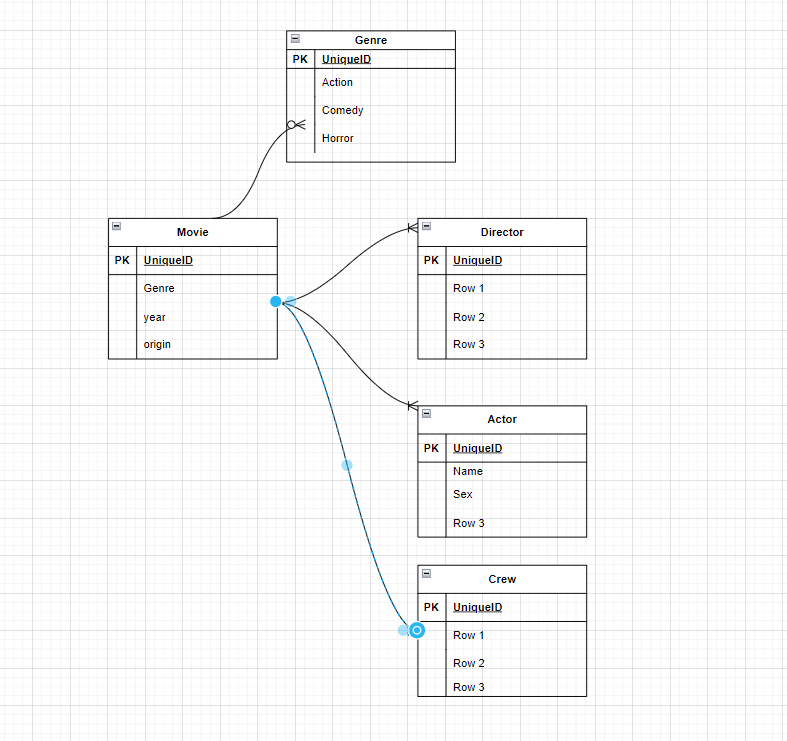 Genre
PK UniqueID
Action
Comedy
Horror
Movie
PK UniqueID
Genre
year
origin
Director
PK UniqueID
Row 1
Row 2
Row 3
Actor
PK UniqueID
Name
Sex
Row 3
Crew
PK UniqueID
Row 1
Row 2
Row 3